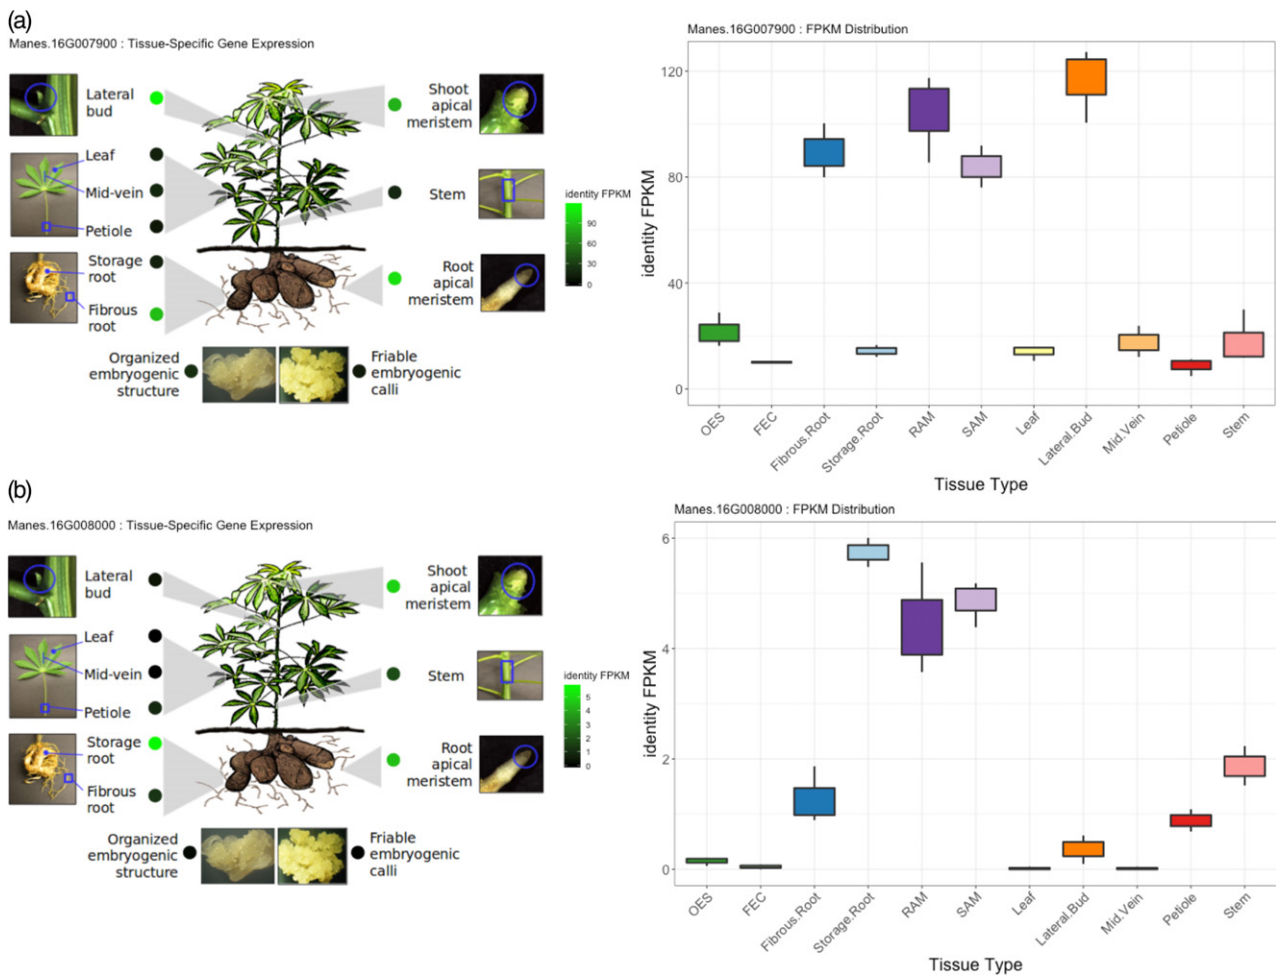 (a)
Manes.16G007900 : Tissue-Specific Gene Expression
Lateral
bud
Leaf
Mid-vein
Petiole
Storage
root
Fibrous
root
Shoot
apical
meristem
Stem
Root
apical
meristem
identity FPKM
90
60
30
0
Organized
embryogenic
structure
Friable
embryogenic
calli
Manes.16G007900 : FPKM Distribution
identity FPKM
120
80
40
0
OES
FEC
Fibrous.Root
Storage.Root
RAM
SAM
Leaf
Lateral.Bud
Mid.Vein
Petiole
Stem
Tissue Type
(b)
Manes.16G008000 : Tissue-Specific Gene Expression
Lateral
bud
Leaf
Mid-vein
Petiole
Storage
root
Fibrous
root
Shoot
apical
meristem
Stem
Root
apical
meristem
identity FPKM
5
4
3
2
1
0
Organized
embryogenic
structure
Friable
embryogenic
calli
Manes.16G008000 : FPKM Distribution
identity FPKM
6
4
2
0
OES
FEC
Fibrous.Root
Storage.Root
RAM
SAM
Leaf
Lateral.Bud
Mid.Vein
Petiole
Stem
Tissue Type